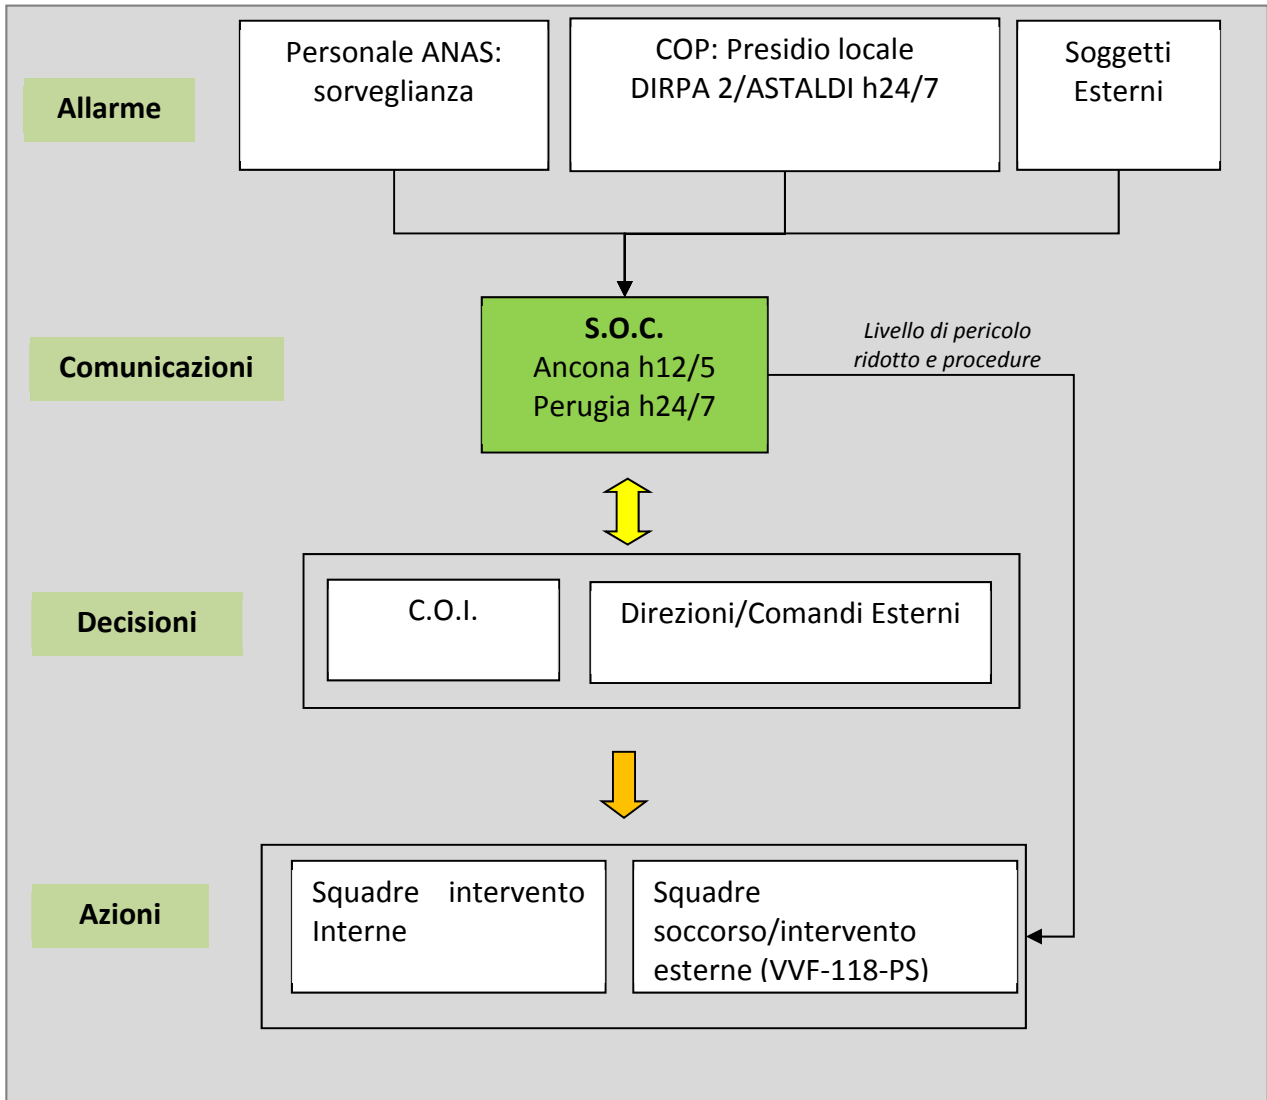 Allarme
Personale ANAS:
sorveglianza
COP: Presidio locale
DIRPA 2/ASTALDI h24/7
Soggetti
Esterni
Comunicazioni
S.O.C.
Ancona h12/5
Perugia h24/7
Livello di pericolo
ridotto e procedure
Decisioni
C.O.I.
Direzioni/Comandi Esterni
Azioni
Squadre intervento
Interne
Squadre
soccorso/intervento
esterne (VVF-118-PS)